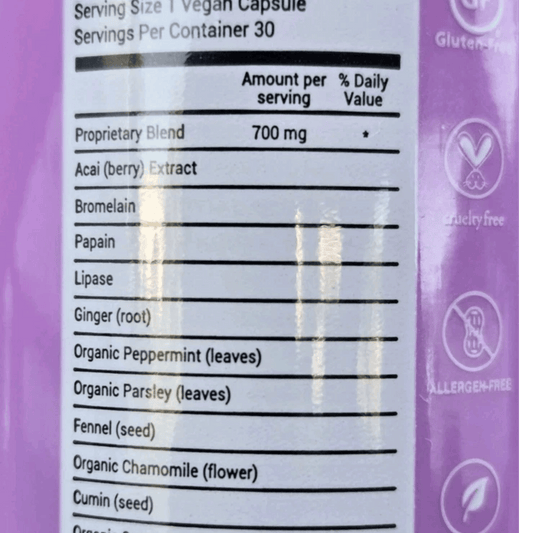 Serving Size 1 Vegan Capsule
Servings Per Container 30
Amount per serving
% Daily Value
Proprietary Blend 700 mg *
Acai (berry) Extract
Bromelain
Papain
Lipase
Ginger (root)
Organic Peppermint (leaves)
Organic Parsley (leaves)
Fennel (seed)
Organic Chamomile (flower)
Cumin (seed)
Organic
GF
Gluten-Free
Cruelty free
ALLERGEN-FREE